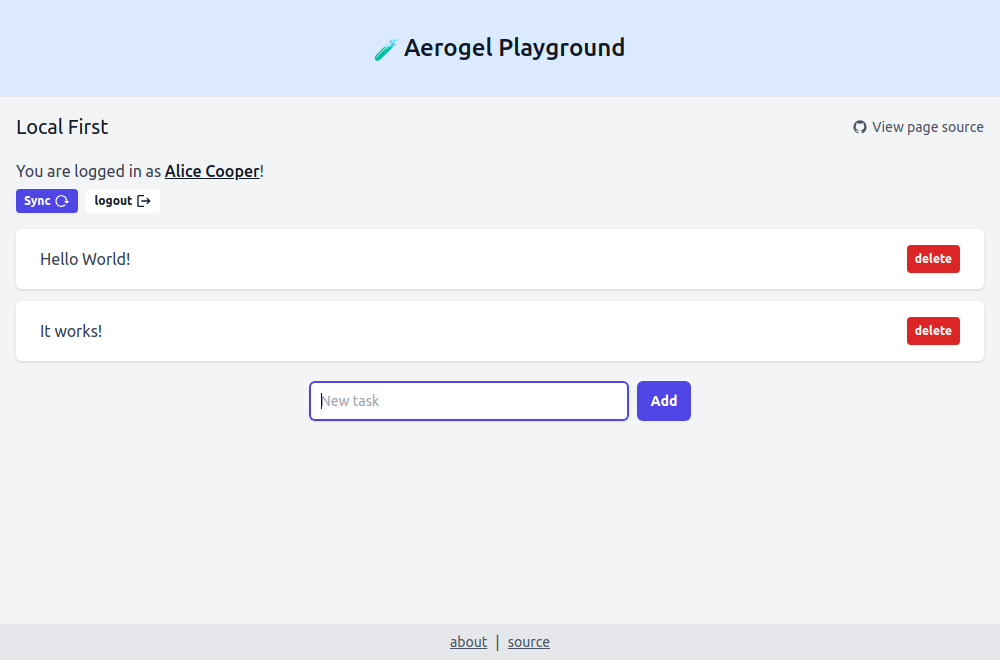 Aerogel Playground
Local First
View page source
You are logged in as Alice Cooper!
Sync
logout
Hello World!
delete
It works!
delete
New task
Add
about | source